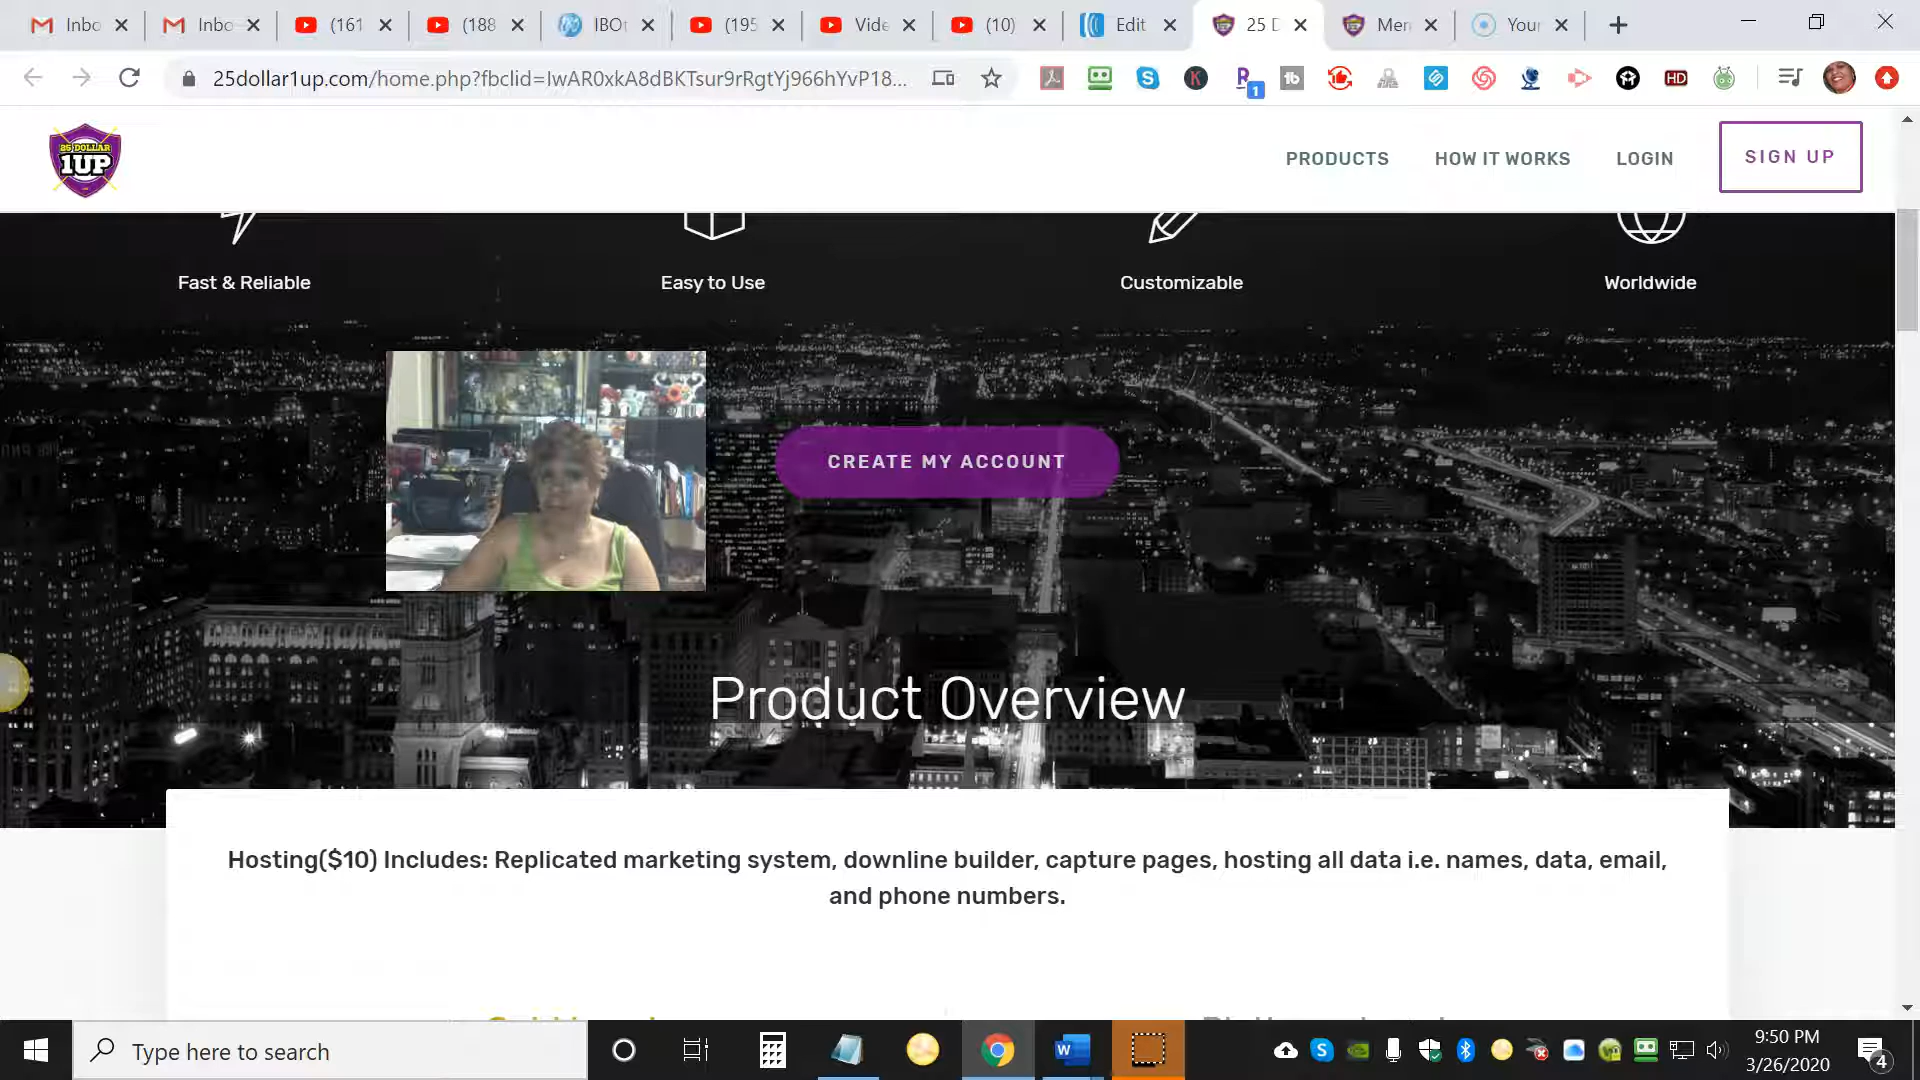 Inbo
Inbo
(161
(188
IBO
(195
Vide
(10)
Edit
25 D
Mer
Your
25dollar1up.com/home.php?fbclid=IwAR0xkA8dBKTsur9rRgtYj966hYvP18...
1
HD
25 DOLLAR
1UP
PRODUCTS
HOW IT WORKS
LOGIN
SIGN UP
Fast & Reliable
Easy to Use
Customizable
Worldwide
CREATE MY ACCOUNT
Product Overview
Hosting($10) Includes: Replicated marketing system, downline builder, capture pages, hosting all data i.e. names, data, email,
and phone numbers.
Type here to search
9:50 PM
3/26/2020
4